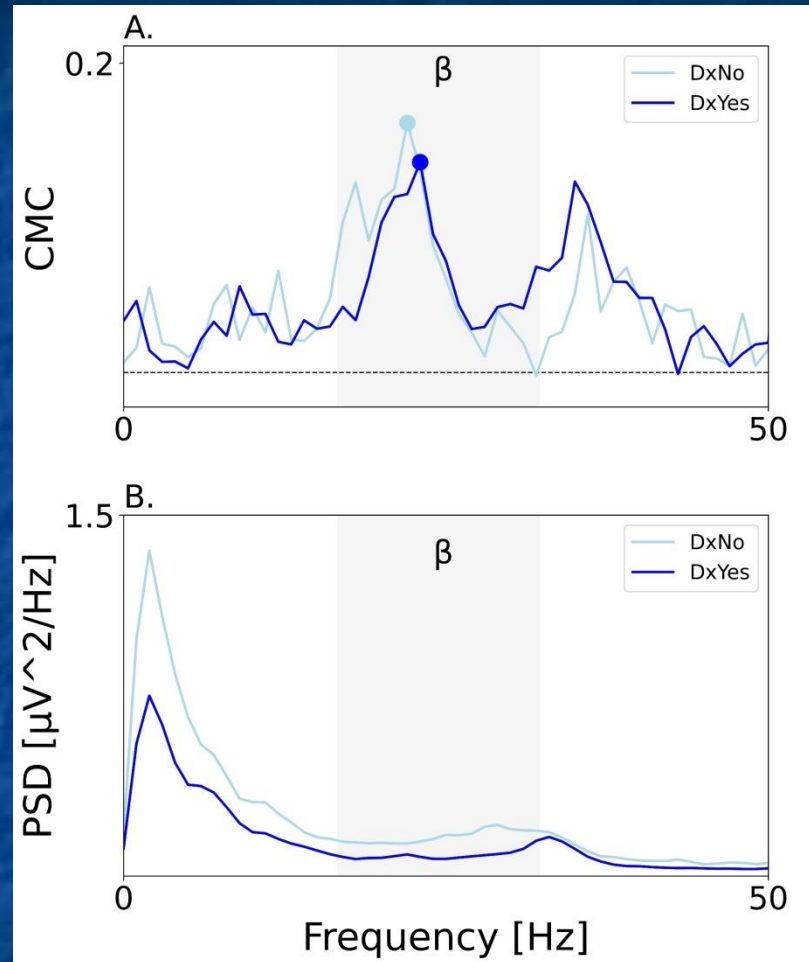 A.
0.2
β
DxNo
DxYes
CMC
0
50
B.
1.5
β
DxNo
DxYes
PSD [μV^2/Hz]
0
50
Frequency [Hz]